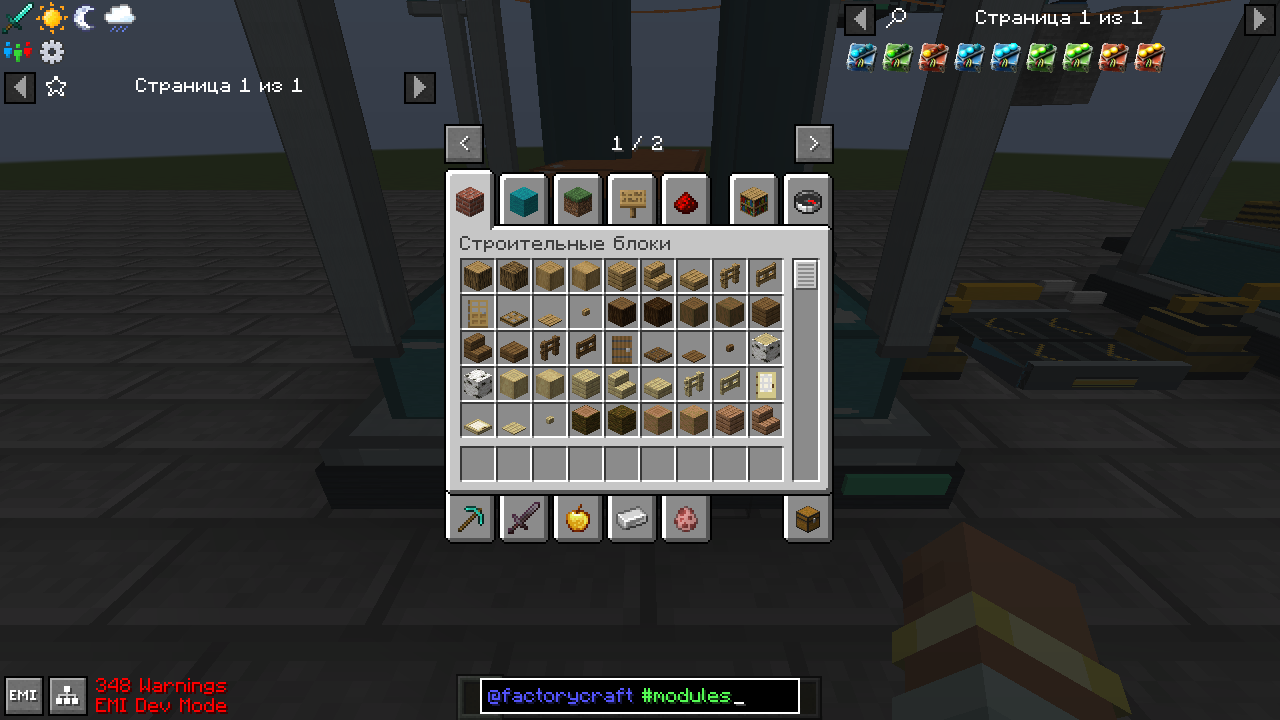 Страница 1 из 1
Страница 1 из 1
< 1 / 2 >
Строительные блоки
EMI
348 Warnings
EMI Dev Mode
@factorycraft #modules_